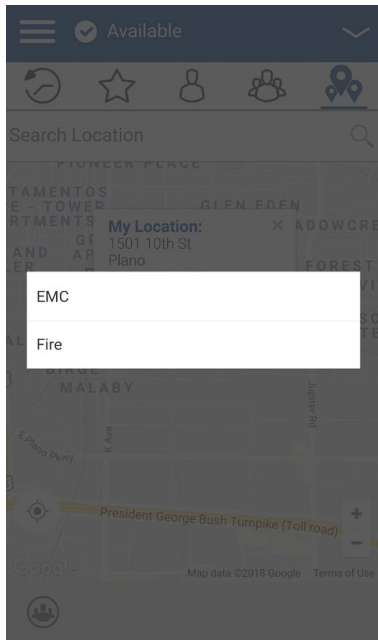 Available
Search Location
PIONEER PLACE
TAMENTOS
E - TOWER
RTMENTS
GLEN EDEN
ADOWCRE
My Location:
×
1501 10th St
Plano
AND
AP
LER
FOREST
EMC
Fire
MALABY
Jupiter Rd
K Ave
E Plano Pkwy
President George Bush Turnpike (Toll road)
+
−
Google
Map data ©2018 Google
Terms of Use